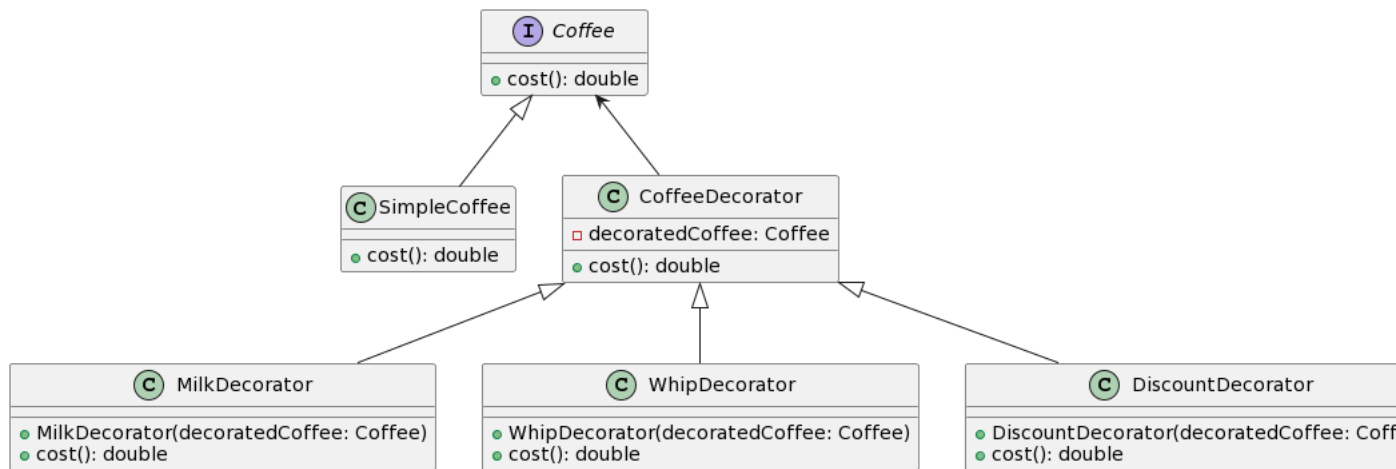 I Coffee
cost(): double
C SimpleCoffee
cost(): double
C CoffeeDecorator
decoratedCoffee: Coffee
cost(): double
C MilkDecorator
MilkDecorator(decoratedCoffee: Coffee)
cost(): double
C WhipDecorator
WhipDecorator(decoratedCoffee: Coffee)
cost(): double
C DiscountDecorator
DiscountDecorator(decoratedCoffee: Coff
cost(): double